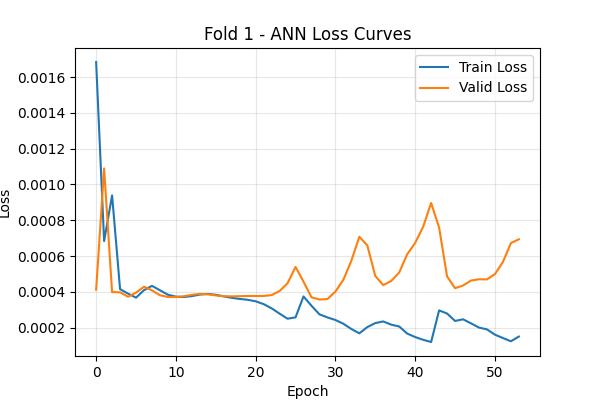 Fold 1 - ANN Loss Curves
Train Loss
Valid Loss
0.0016
0.0014
0.0012
0.0010
0.0008
0.0006
0.0004
0.0002
Loss
0 10 20 30 40 50
Epoch